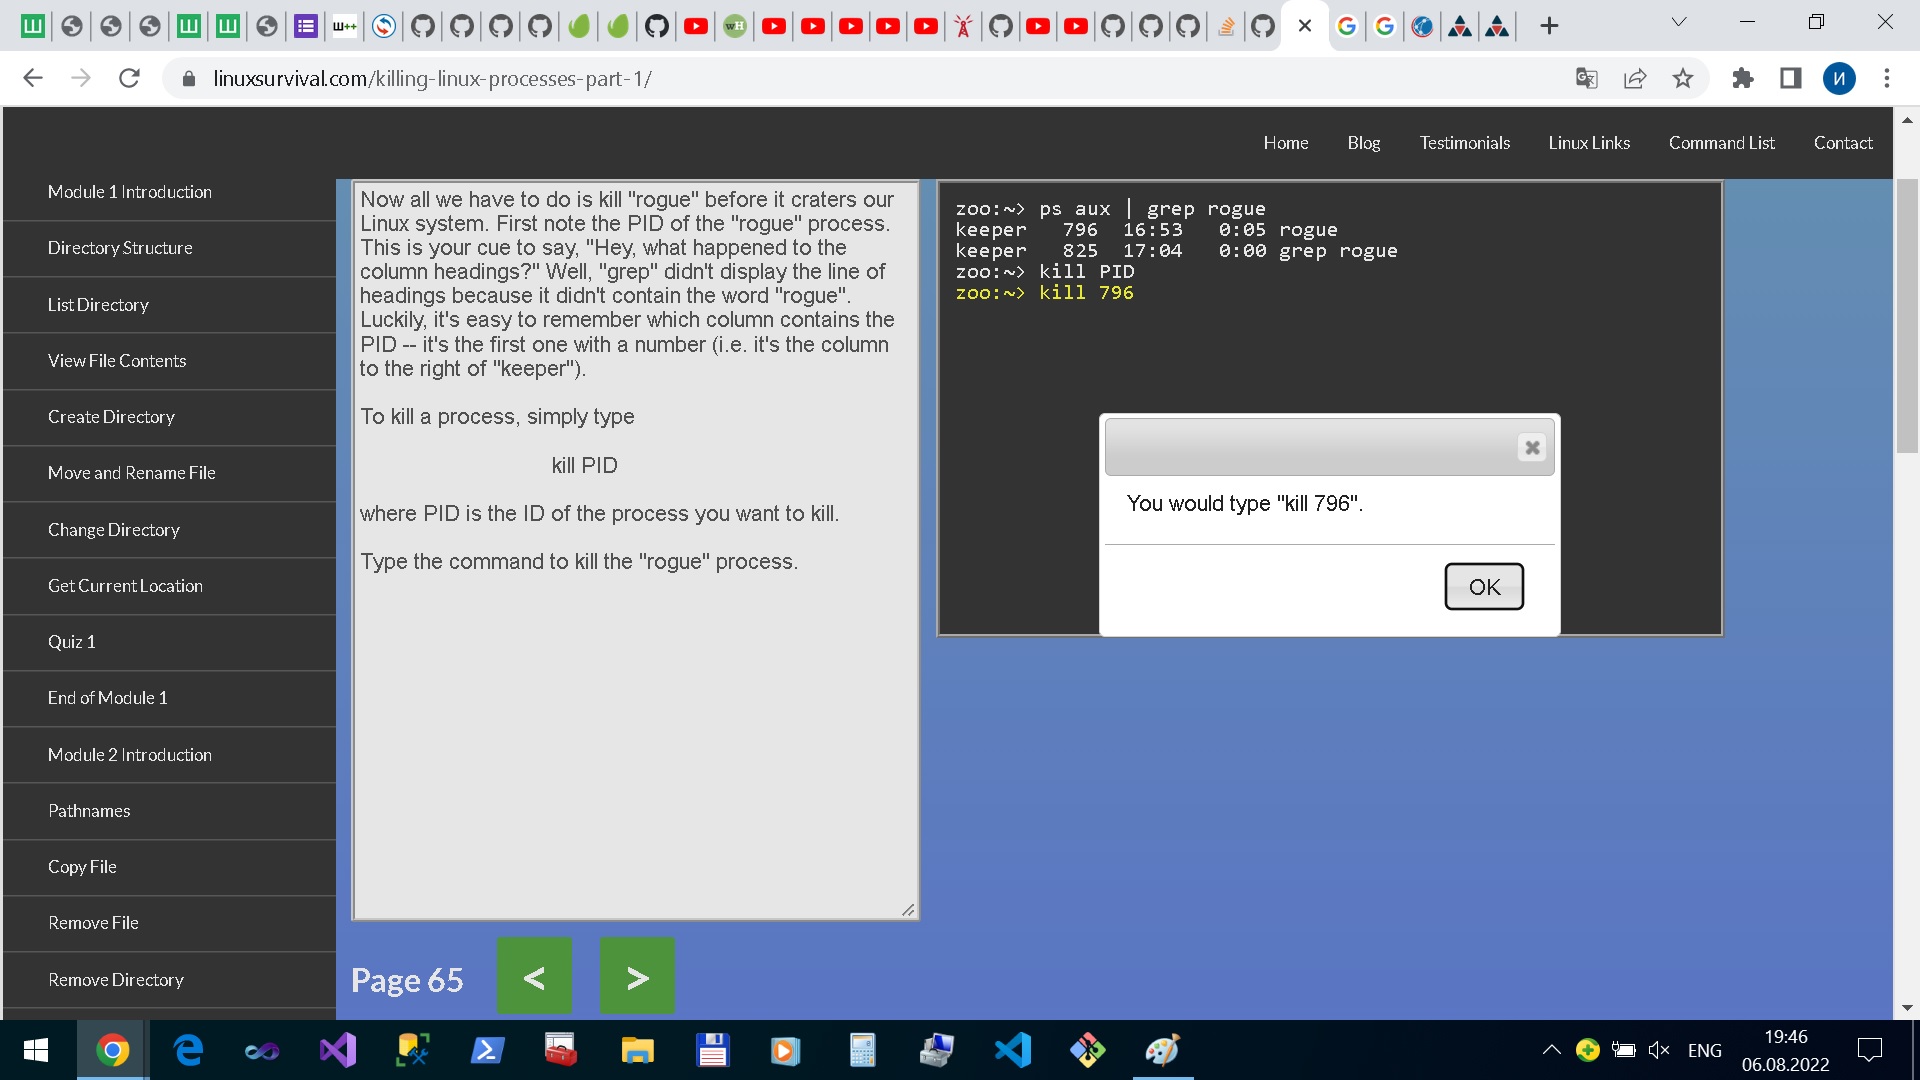 linuxsurvival.com/killing-linux-processes-part-1/
И
Home Blog Testimonials Linux Links Command List Contact
Module 1 Introduction
Directory Structure
List Directory
View File Contents
Create Directory
Move and Rename File
Change Directory
Get Current Location
Quiz 1
End of Module 1
Module 2 Introduction
Pathnames
Copy File
Remove File
Remove Directory
Now all we have to do is kill "rogue" before it craters our
Linux system. First note the PID of the "rogue" process.
This is your cue to say, "Hey, what happened to the
column headings?" Well, "grep" didn't display the line of
headings because it didn't contain the word "rogue".
Luckily, it's easy to remember which column contains the
PID -- it's the first one with a number (i.e. it's the column
to the right of "keeper").
To kill a process, simply type
kill PID
where PID is the ID of the process you want to kill.
Type the command to kill the "rogue" process.
zoo:~> ps aux | grep rogue
keeper 796 16:53 0:05 rogue
keeper 825 17:04 0:00 grep rogue
zoo:~> kill PID
zoo:~> kill 796
You would type "kill 796".
OK
Page 65 < >
ENG
19:46
06.08.2022